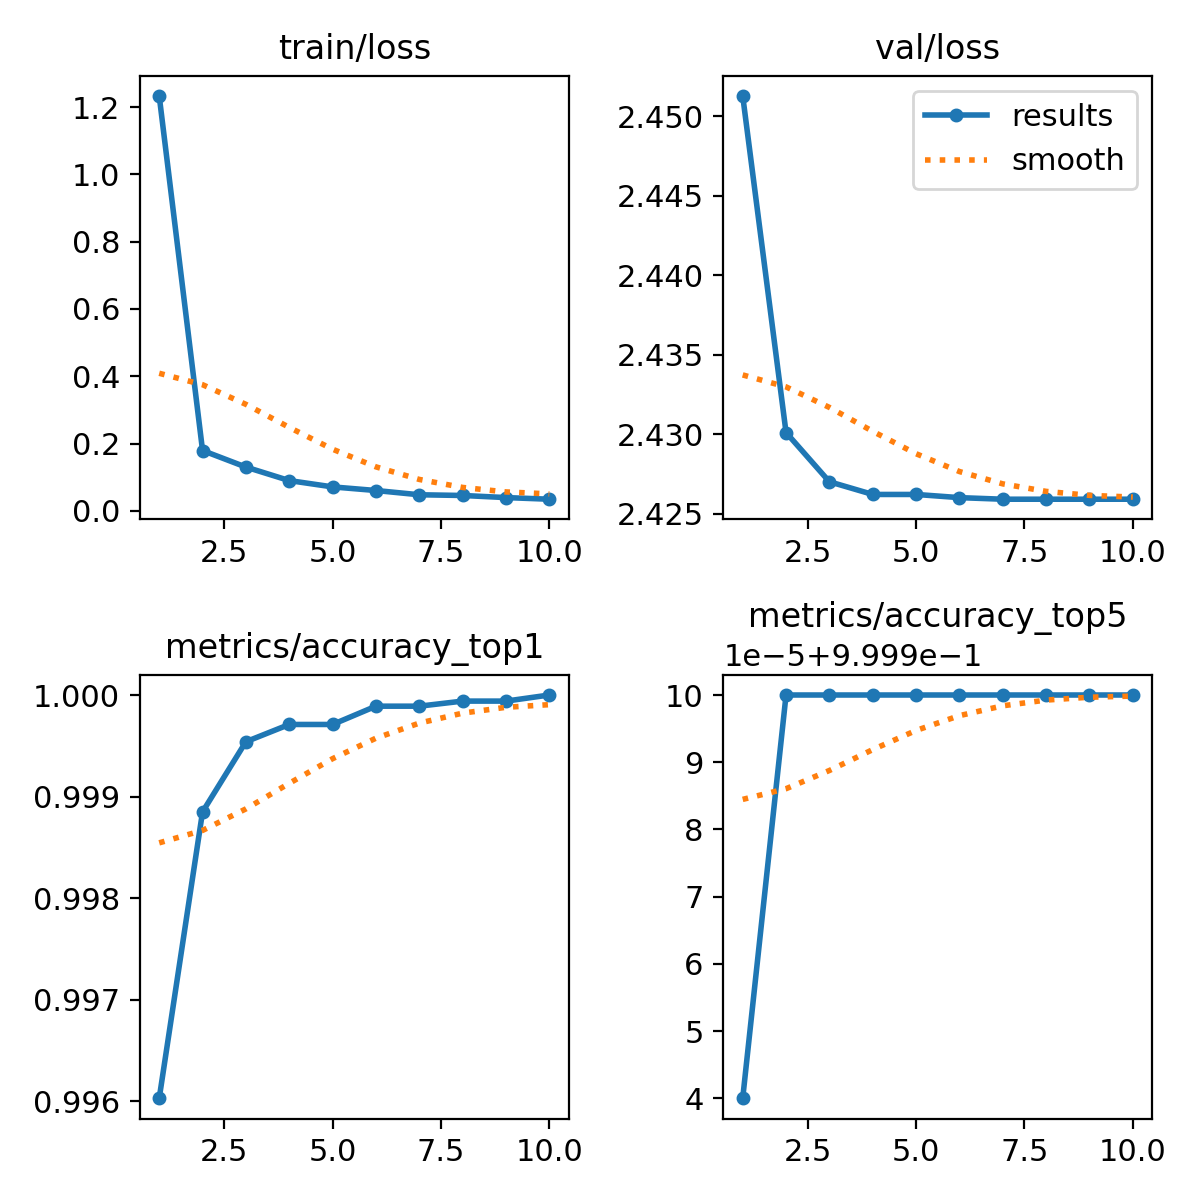 train/loss
1.2
1.0
0.8
0.6
0.4
0.2
0.0
2.5 5.0 7.5 10.0
val/loss
results
smooth
2.450
2.445
2.440
2.435
2.430
2.425
2.5 5.0 7.5 10.0
metrics/accuracy_top1
1.000
0.999
0.998
0.997
0.996
2.5 5.0 7.5 10.0
metrics/accuracy_top5
1e−5+9.999e−1
10
9
8
7
6
5
4
2.5 5.0 7.5 10.0